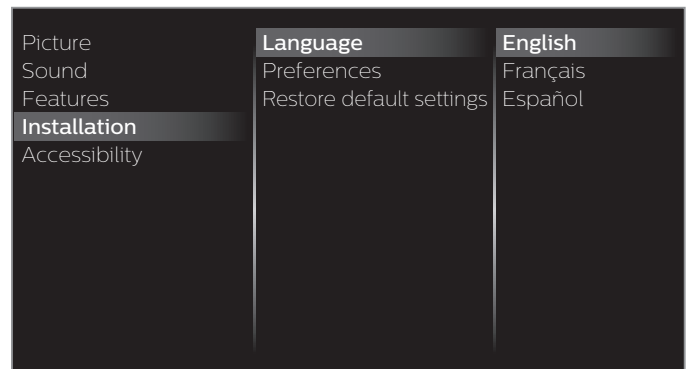 Picture
Sound
Features
Installation
Accessibility
Language
Preferences
Restore default settings
English
Français
Español